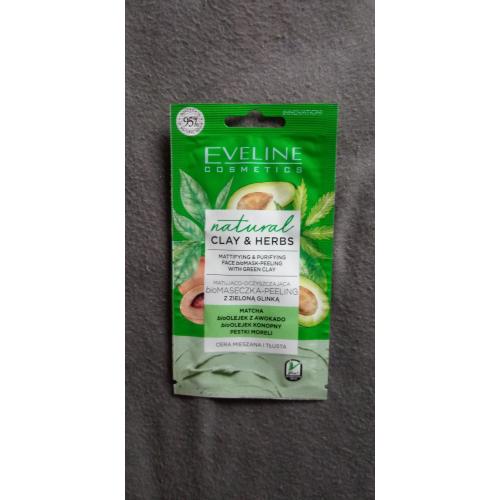 INNOVATION!
95%
EVELINE
COSMETICS
natural
CLAY & HERBS
MATTIFYING & PURIFYING
FACE bioMASK-PEELING
WITH GREEN CLAY
MATUJĄCO-OCZYSZCZAJĄCA
bioMASECZKA-PEELING
Z ZIELONĄ GLINKĄ
MATCHA
bioOLEJEK Z AWOKADO
bioOLEJEK KONOPNY
PESTKI MORELI
CERA MIESZANA I TŁUSTA